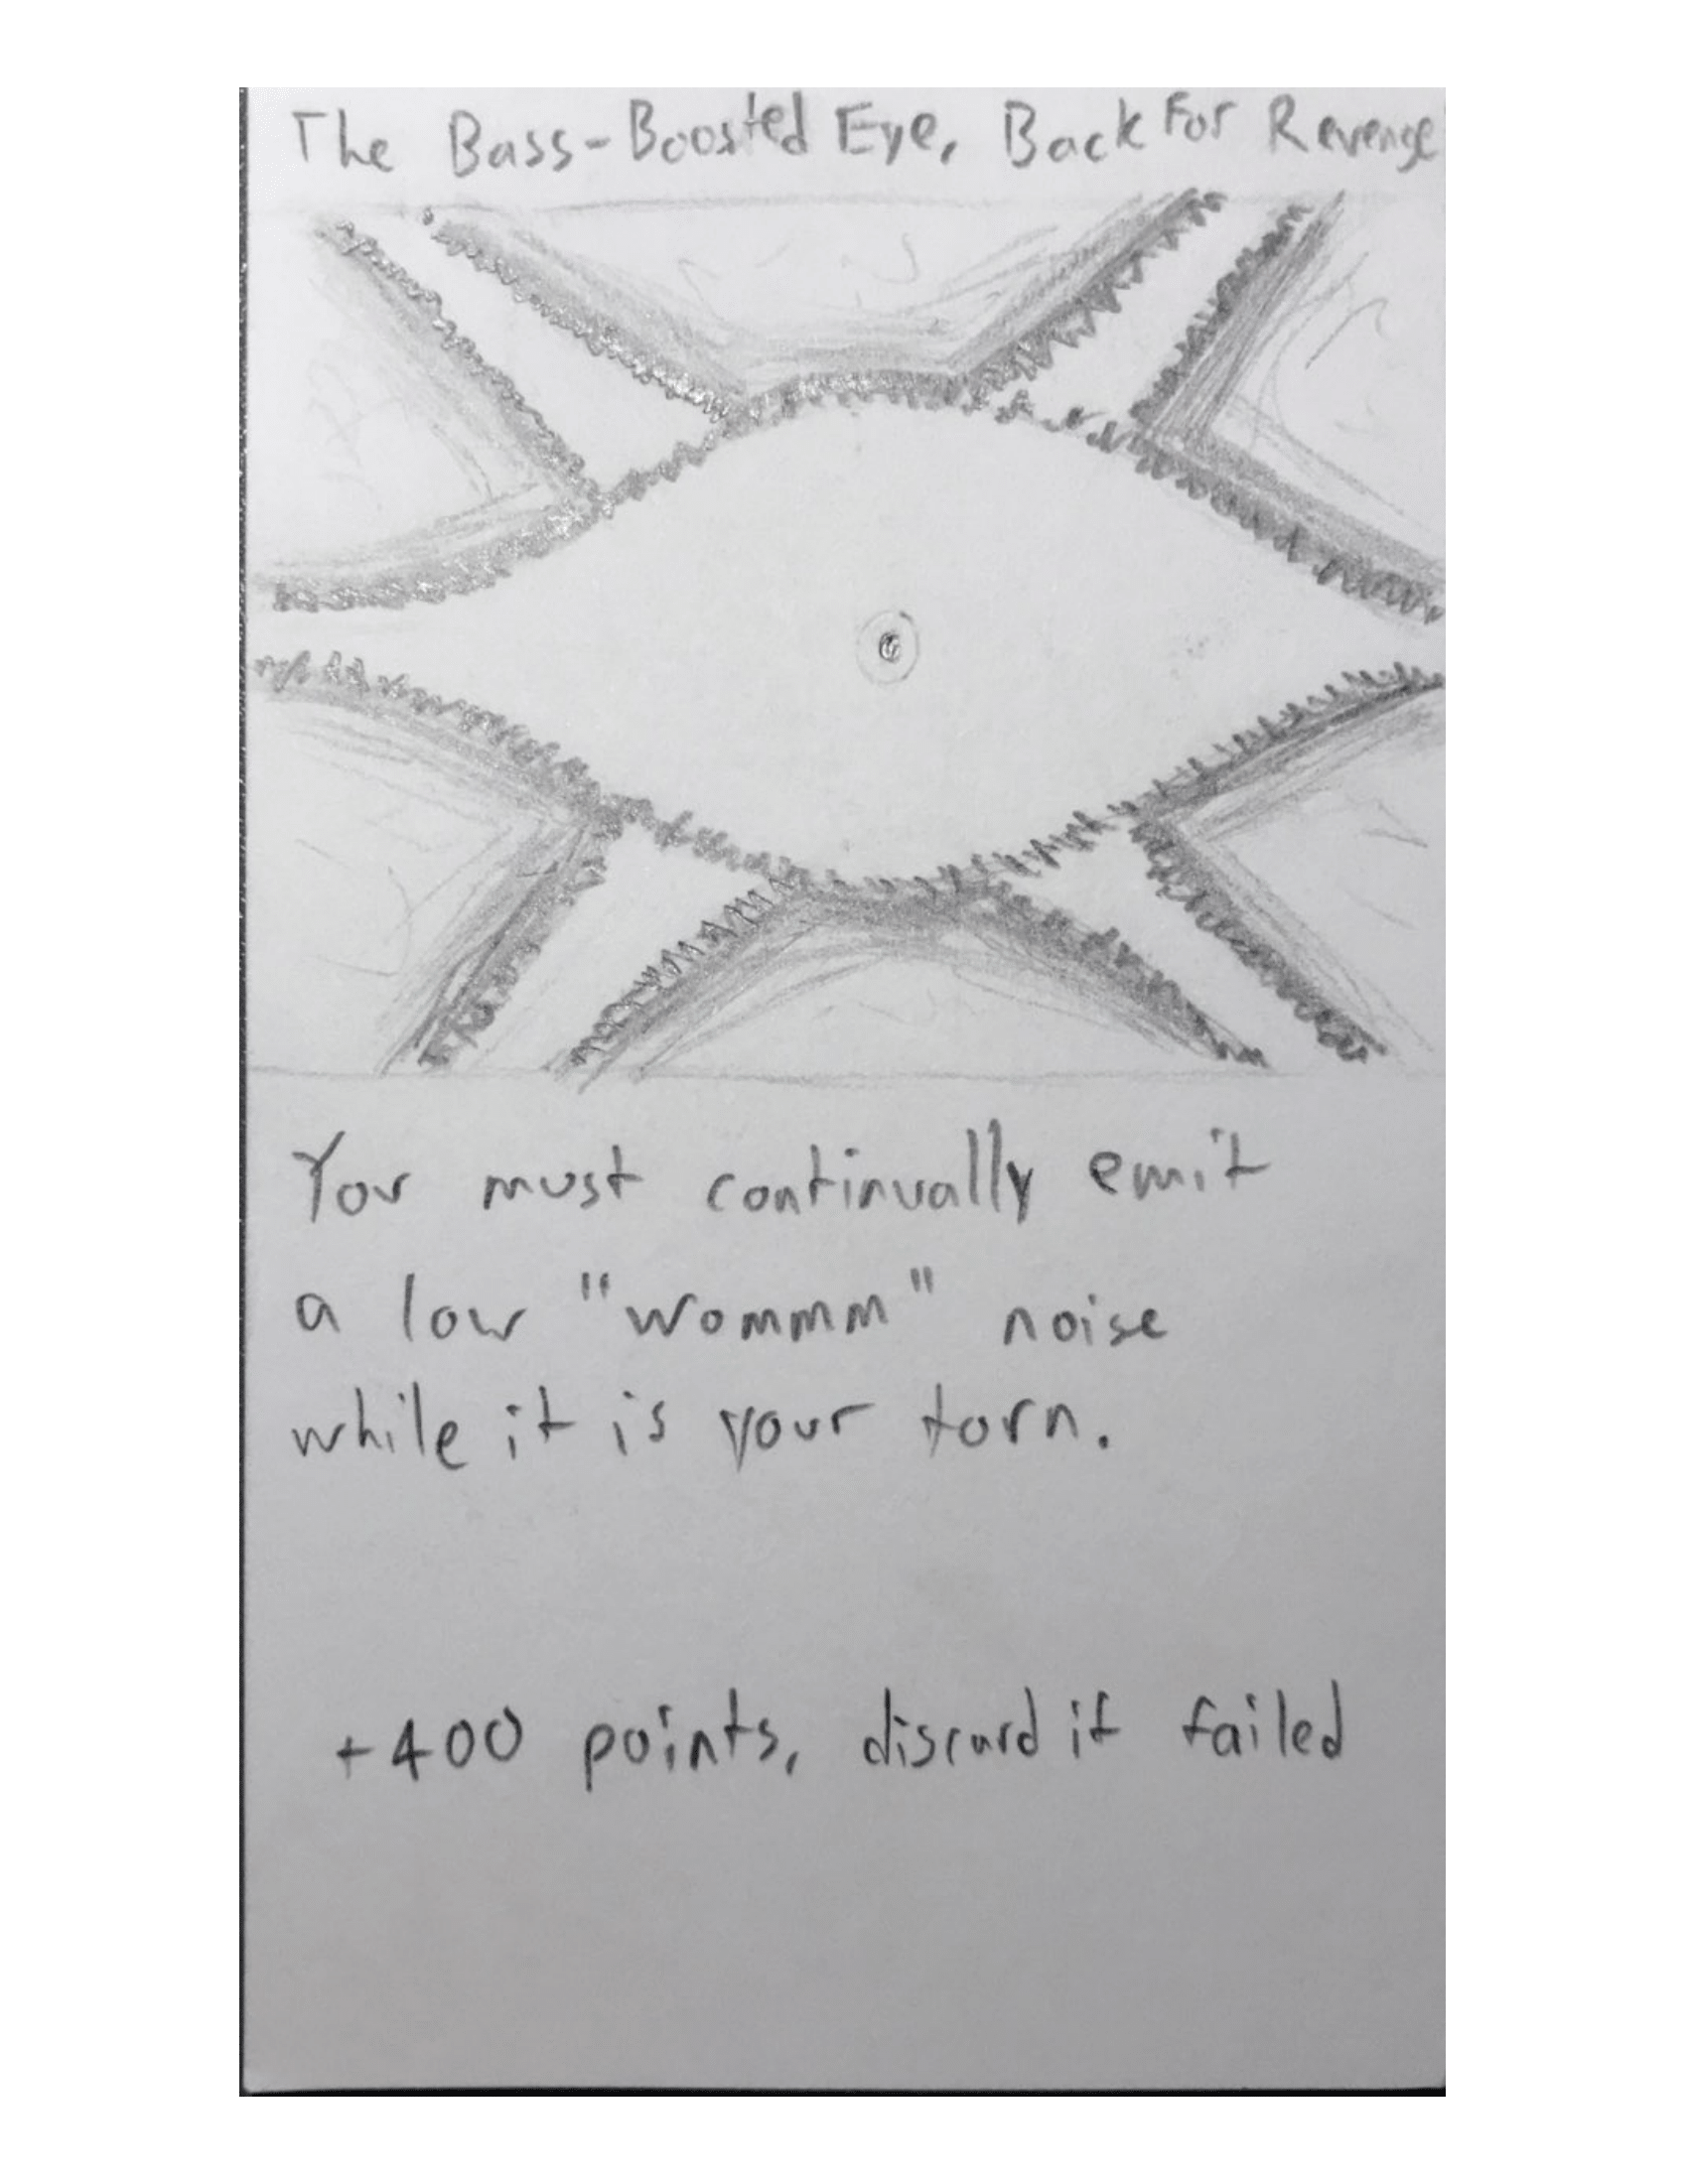 The Bass-Boosted Eye, Back For Revenge
You must continually emit
a low "wommm" noise
while it is your turn.
+400 points, discard if failed